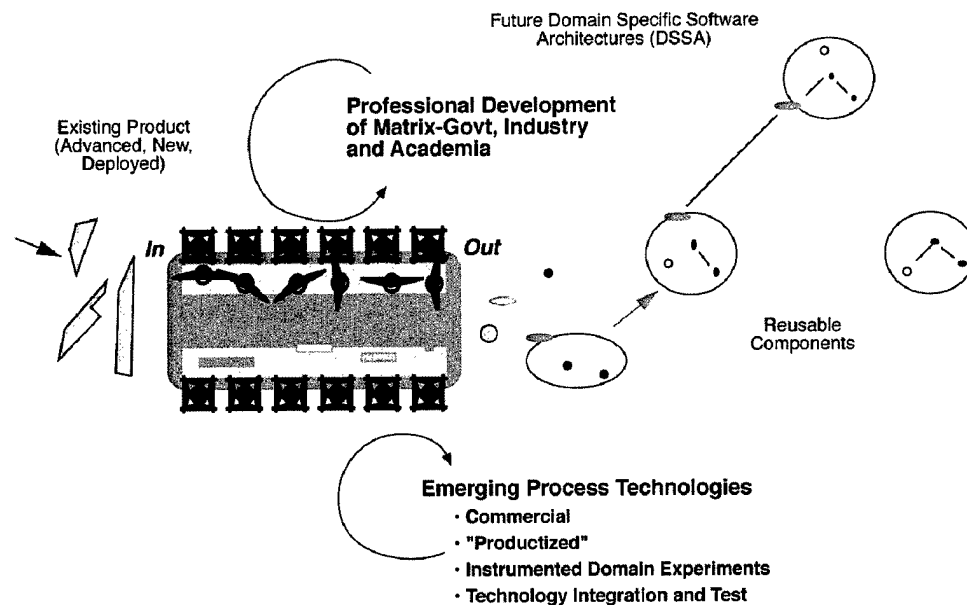 Future Domain Specific Software
Architectures (DSSA)
Professional Development
of Matrix-Govt, Industry
and Academia
Existing Product
(Advanced, New,
Deployed)
In
Out
Reusable
Components
Emerging Process Technologies
· Commercial
· "Productized"
· Instrumented Domain Experiments
· Technology Integration and Test